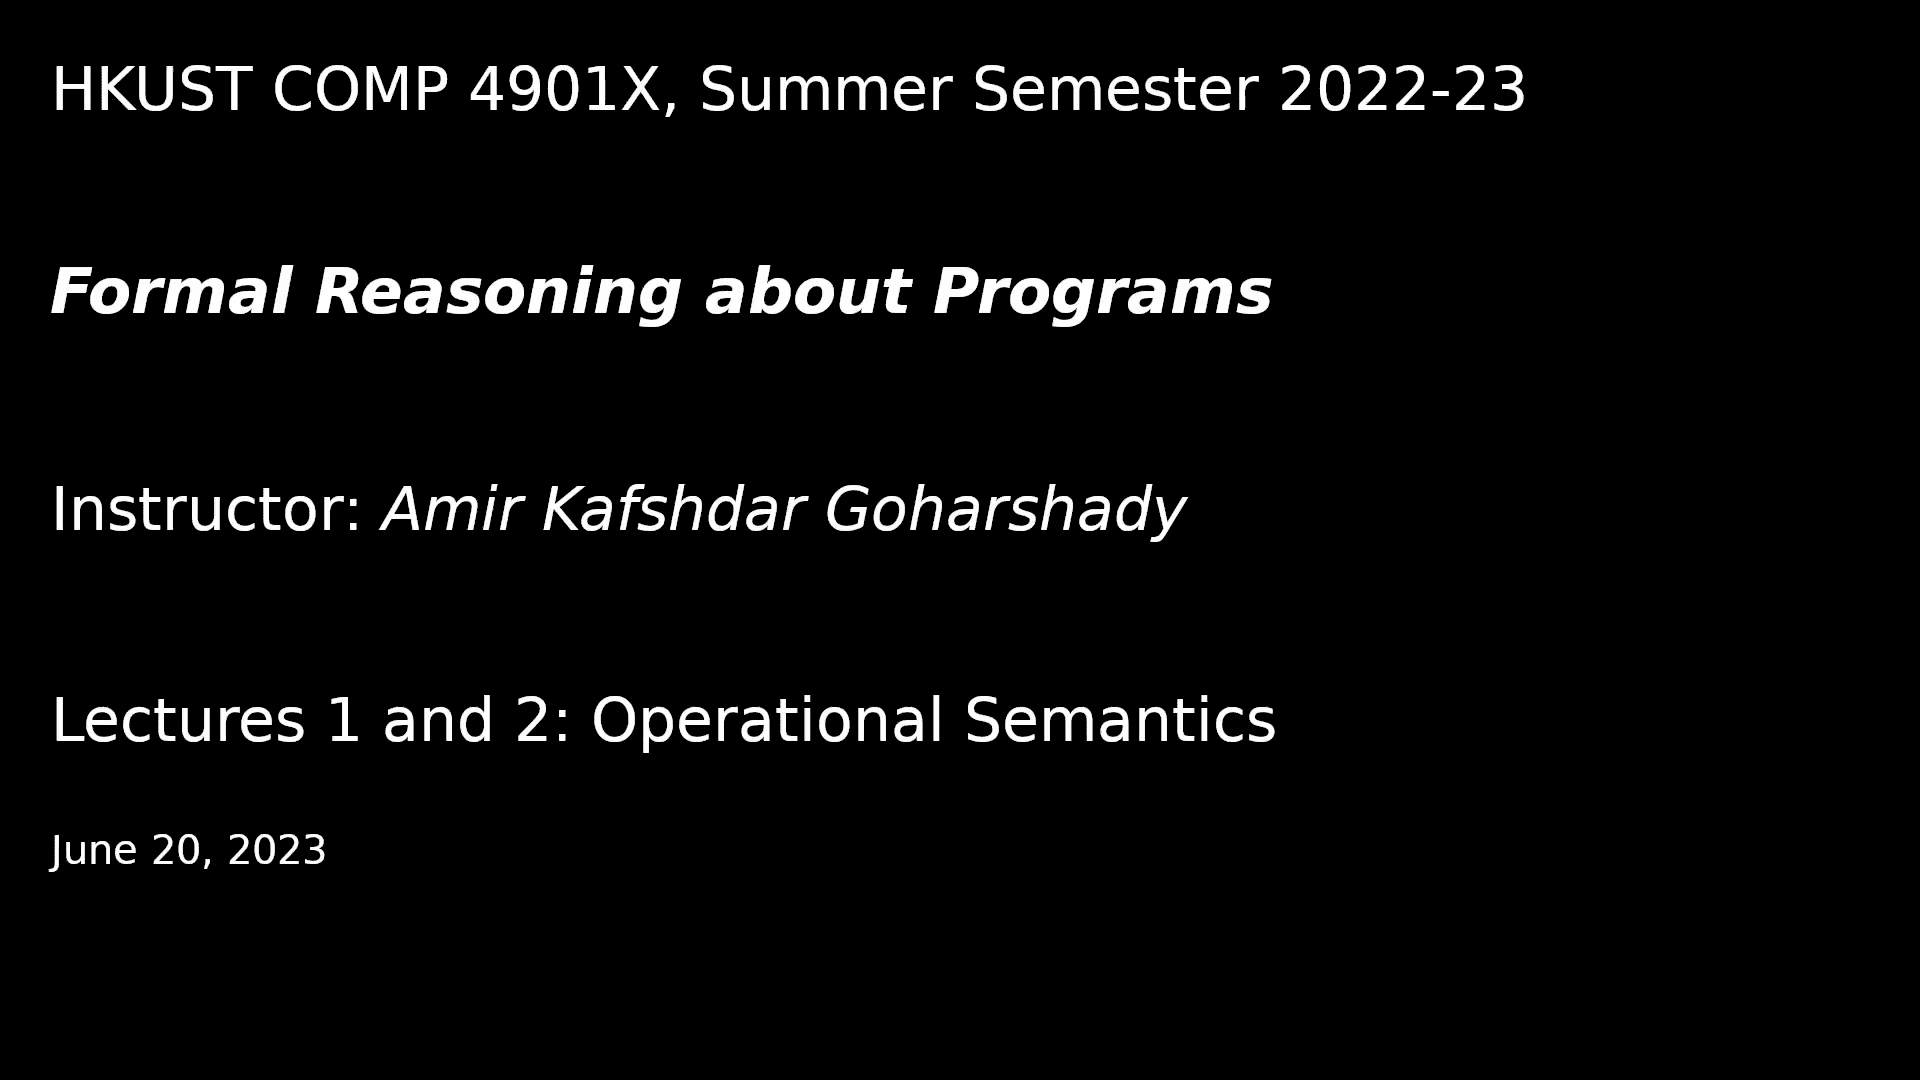 HKUST COMP 4901X, Summer Semester 2022-23
Formal Reasoning about Programs
Instructor: Amir Kafshdar Goharshady
Lectures 1 and 2: Operational Semantics
June 20, 2023